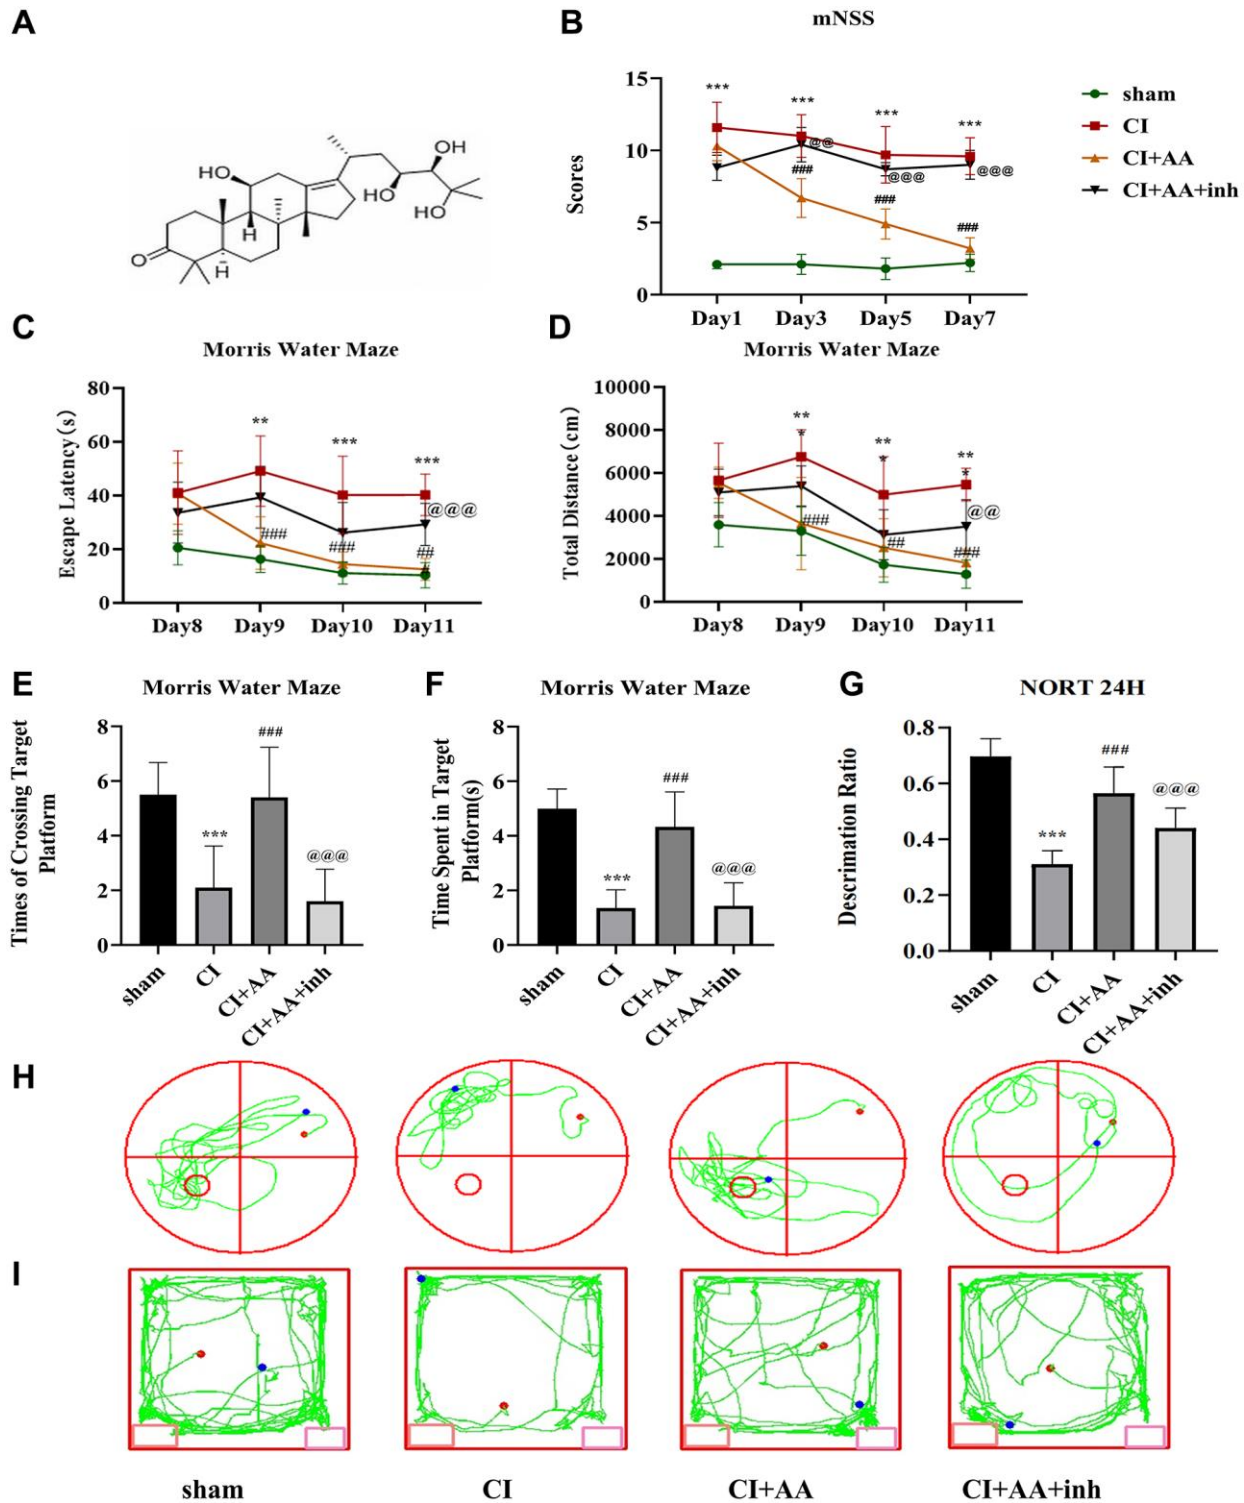 A
HO
OH
HO
HO
H
O
H
B
mNSS
15
10
5
0
Scores
***
***
***
***
@@
@@@
@@@
###
###
###
Day1 Day3 Day5 Day7
sham
CI
CI+AA
CI+AA+inh
C
Morris Water Maze
80
60
40
20
0
Escape Latency(s)
**
***
***
@@@
###
###
##
Day8 Day9 Day10 Day11
D
Morris Water Maze
10000
8000
6000
4000
2000
0
Total Distance(cm)
**
*
**
*
**
*
@@
###
##
###
Day8 Day9 Day10 Day11
E
Morris Water Maze
8
6
4
2
0
Times of Crossing Target
Platform
***
###
@@@
sham CI CI+AA CI+AA+inh
F
Morris Water Maze
8
6
4
2
0
Time Spent in Target
Platform(s)
***
###
@@@
sham CI CI+AA CI+AA+inh
G
NORT 24H
0.8
0.6
0.4
0.2
0.0
Descrimation Ratio
***
###
@@@
sham CI CI+AA CI+AA+inh
H
I
sham CI CI+AA CI+AA+inh